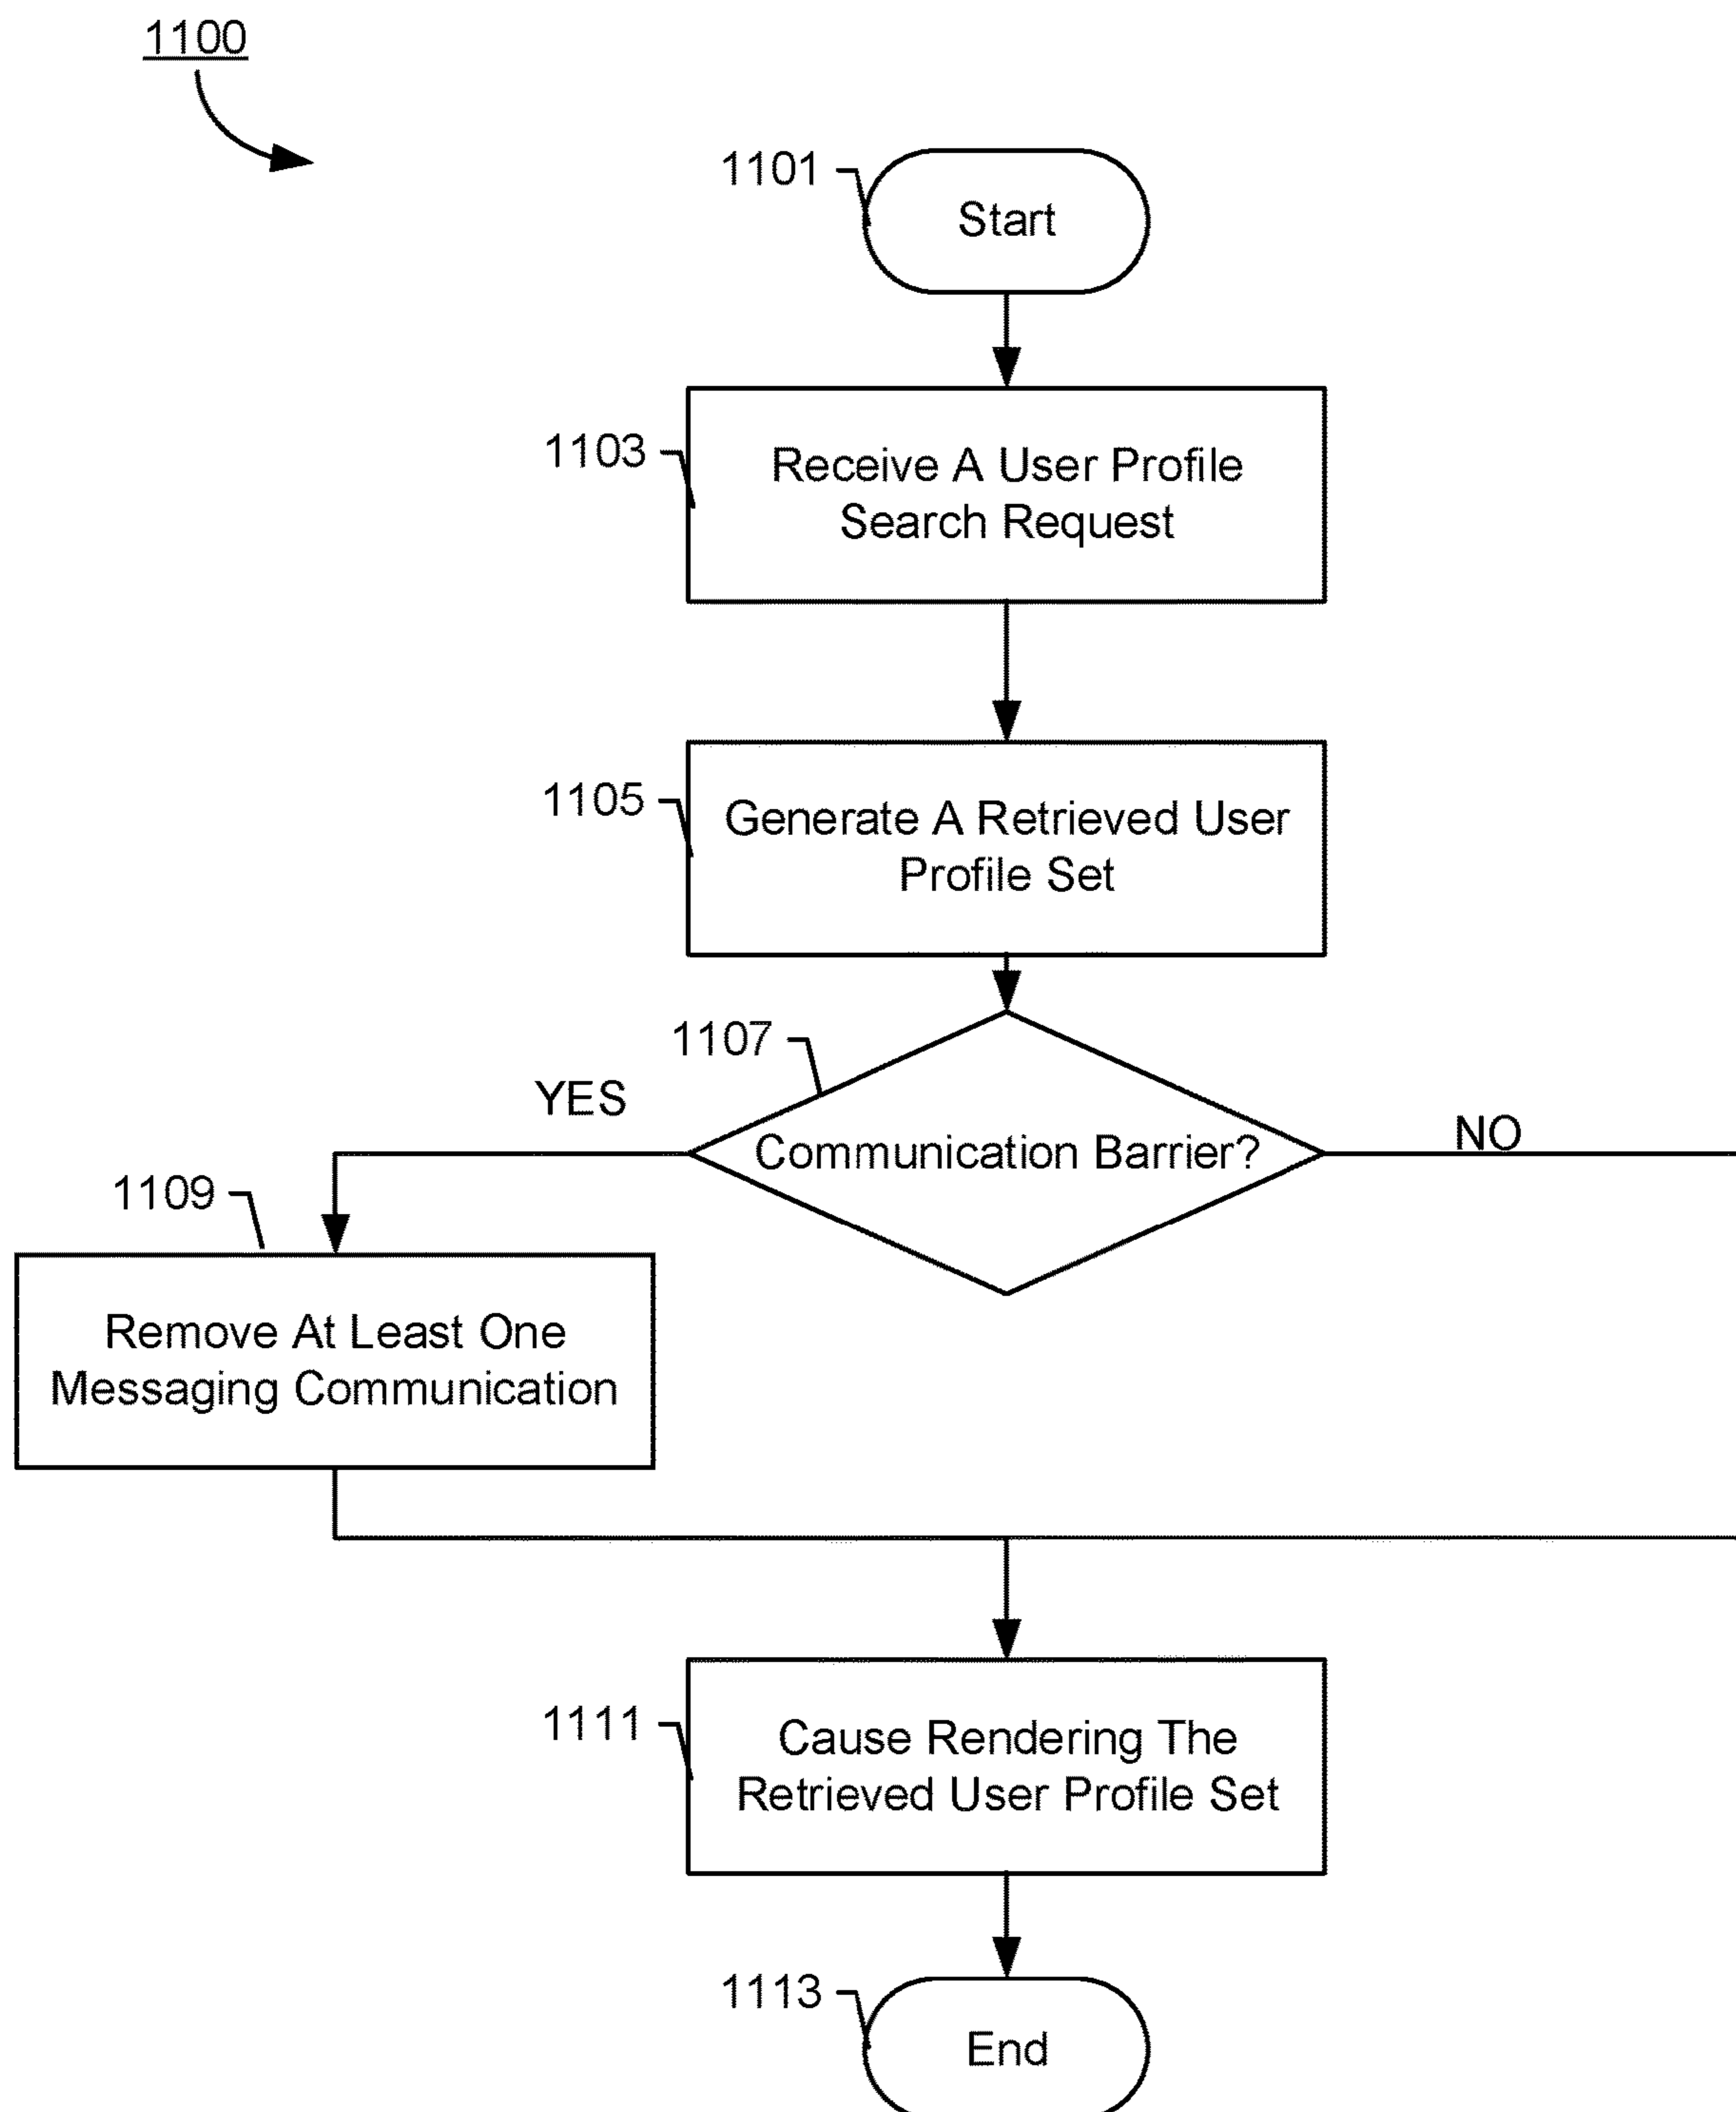 1100
1101
Start
1103
Receive A User Profile
Search Request
1105
Generate A Retrieved User
Profile Set
1107
YES
Communication Barrier?
NO
1109
Remove At Least One
Messaging Communication
1111
Cause Rendering The
Retrieved User Profile Set
1113
End